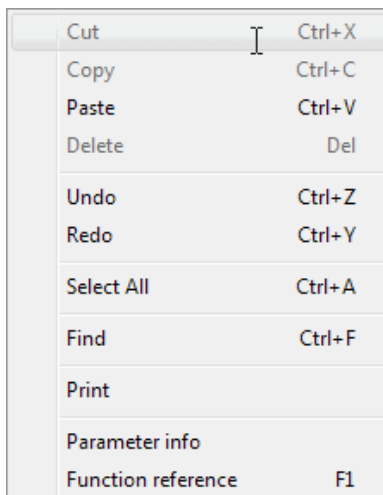 Cut Ctrl+X
Copy Ctrl+C
Paste Ctrl+V
Delete Del
Undo Ctrl+Z
Redo Ctrl+Y
Select All Ctrl+A
Find Ctrl+F
Print
Parameter info
Function reference F1